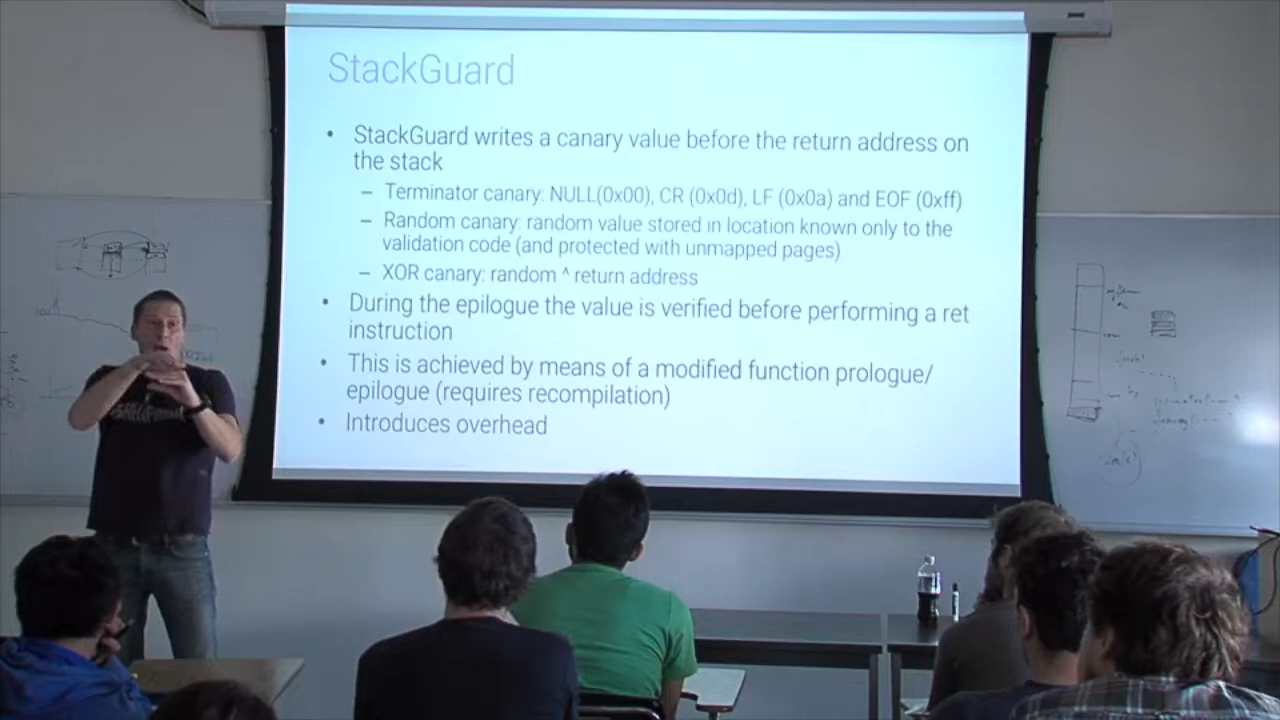 StackGuard
• StackGuard writes a canary value before the return address on
the stack
– Terminator canary: NULL(0x00), CR (0x0d), LF (0x0a) and EOF (0xff)
– Random canary: random value stored in location known only to the
validation code (and protected with unmapped pages)
– XOR canary: random ^ return address
• During the epilogue the value is verified before performing a ret
instruction
• This is achieved by means of a modified function prologue/
epilogue (requires recompilation)
• Introduces overhead